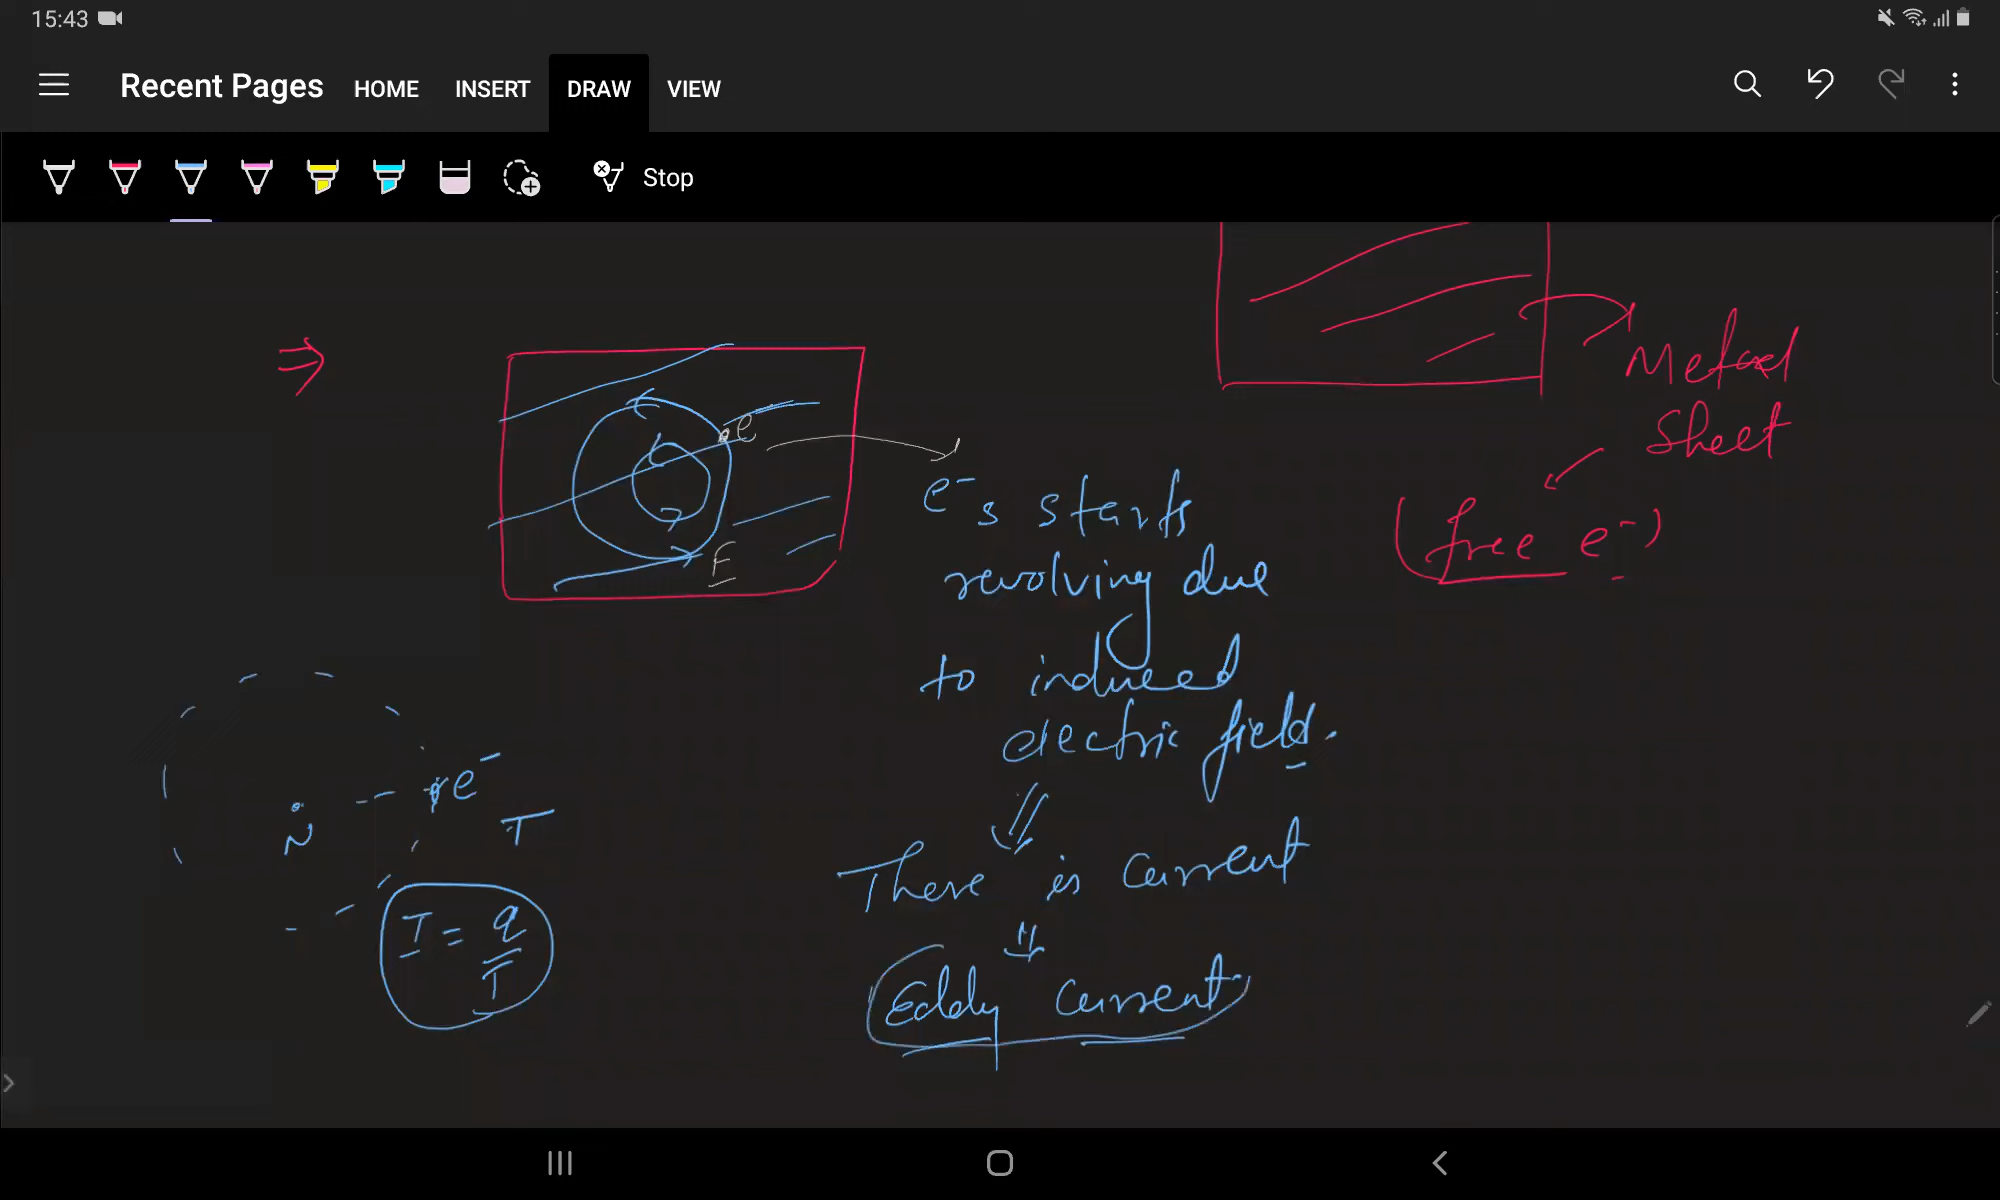 15:43
Recent Pages HOME INSERT DRAW VIEW
Stop
⇒
Metal
Sheet
(free e⁻)
e
E
e⁻s starts
revolving due
to induced
electric field.
⇓
There is current
⇓
Eddy current
e⁻
N
T
I = q/T